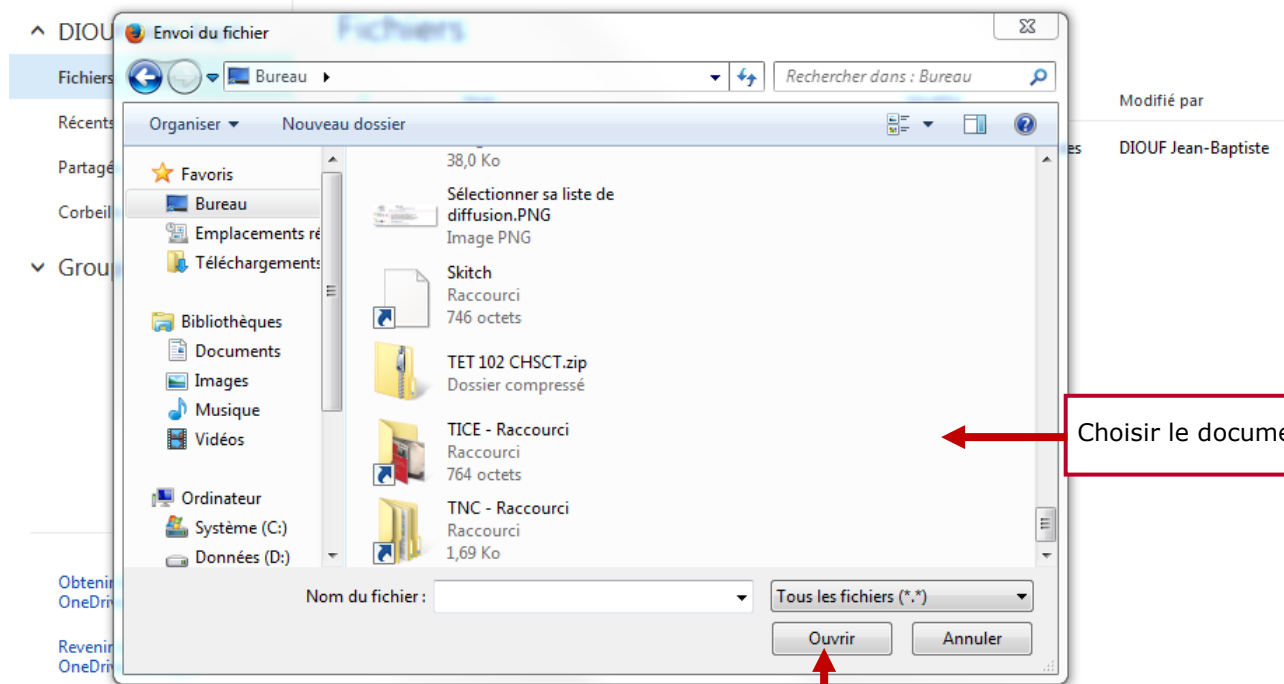 DIOU
Envoi du fichier
Fichiers
Fichiers
Bureau
Rechercher dans : Bureau
Modifié par
Récents
Organiser
Nouveau dossier
es
DIOUF Jean-Baptiste
Partagé
Favoris
38,0 Ko
Bureau
Sélectionner sa liste de
diffusion.PNG
Image PNG
Corbeil
Emplacements ré
Téléchargements
Group
Skitch
Raccourci
746 octets
Bibliothèques
Documents
Images
Musique
Vidéos
TET 102 CHSCT.zip
Dossier compressé
TICE - Raccourci
Raccourci
764 octets
Choisir le docume
Ordinateur
Système (C:)
Données (D:)
TNC - Raccourci
Raccourci
1,69 Ko
Obtenir
OneDriv
Nom du fichier :
Tous les fichiers (*.*)
Ouvrir
Annuler
Revenir
OneDriv